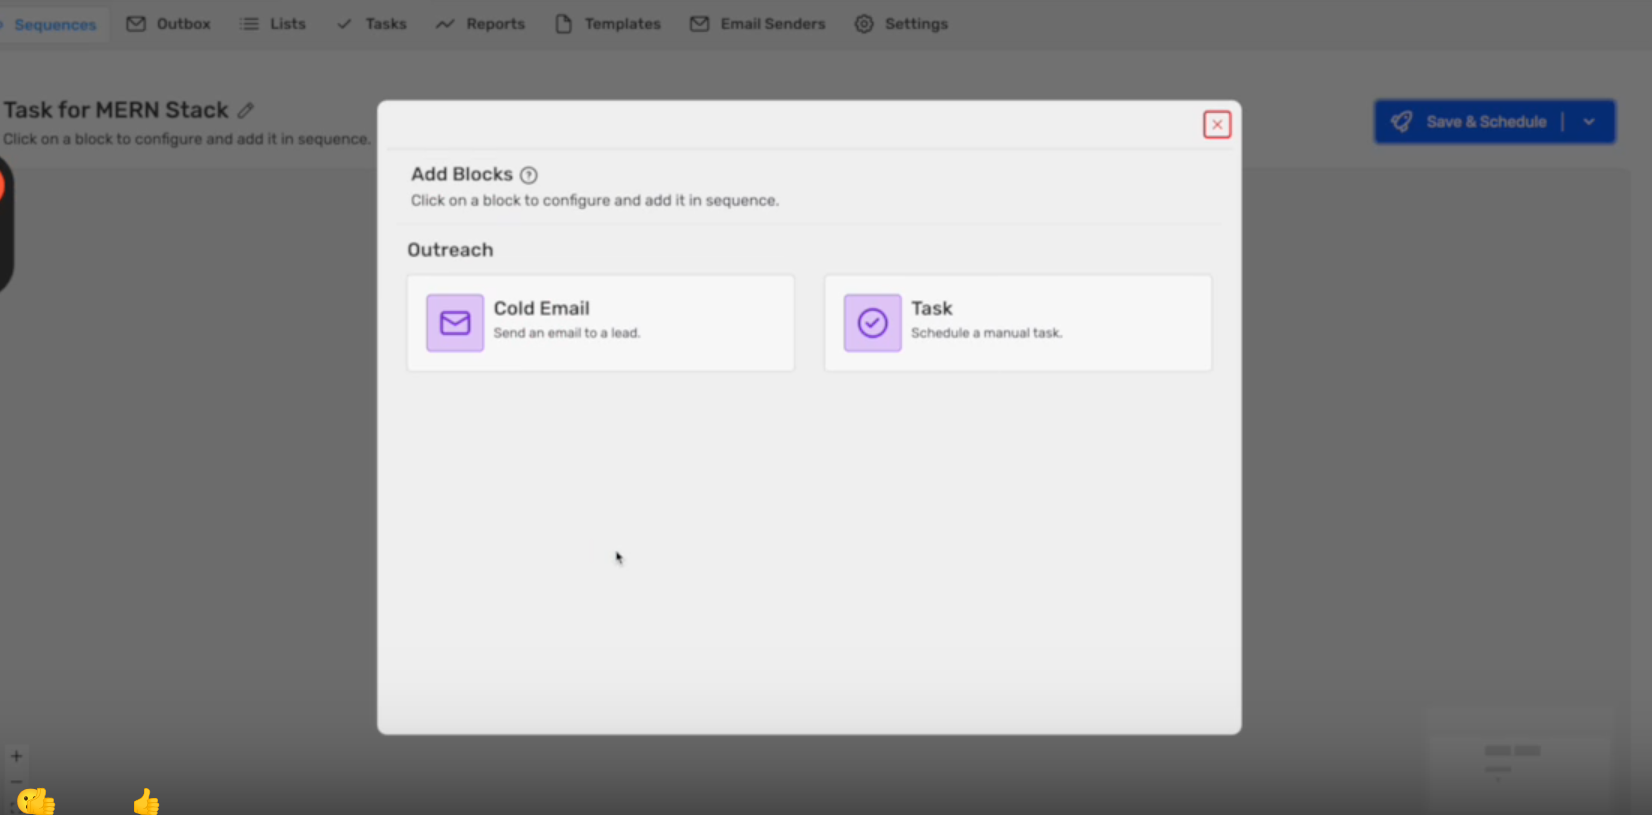 Sequences
Outbox
Lists
Tasks
Reports
Templates
Email Senders
Settings
Task for MERN Stack
Click on a block to configure and add it in sequence.
Save & Schedule
Add Blocks
Click on a block to configure and add it in sequence.
Outreach
Cold Email
Send an email to a lead.
Task
Schedule a manual task.